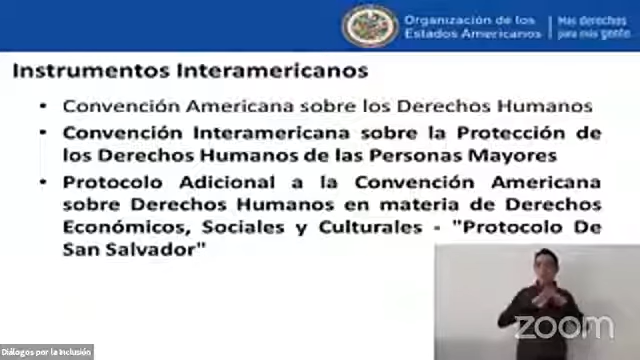 Organización de los
Estados Americanos
Más derechos
para más gente
Instrumentos Interamericanos
• Convención Americana sobre los Derechos Humanos
• Convención Interamericana sobre la Protección de
los Derechos Humanos de las Personas Mayores
• Protocolo Adicional a la Convención Americana
sobre Derechos Humanos en materia de Derechos
Económicos, Sociales y Culturales - "Protocolo De
San Salvador"
zoom
Diálogos por la Inclusión